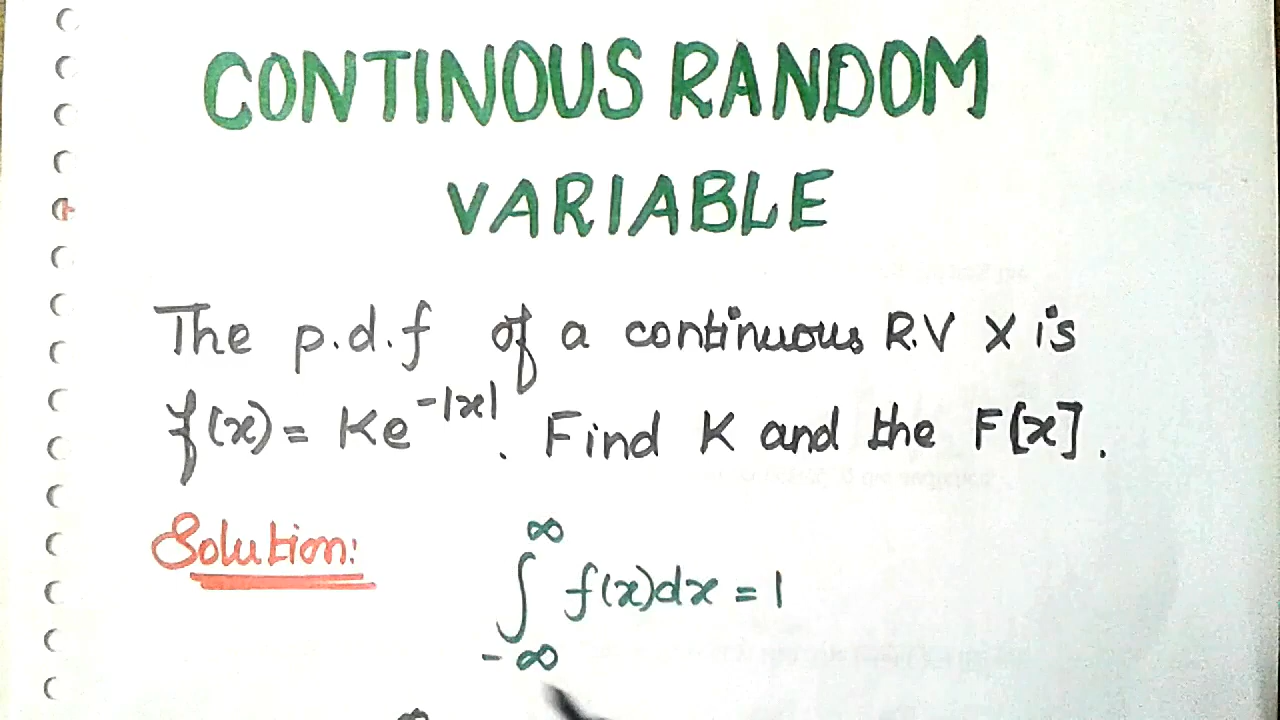 CONTINOUS RANDOM
VARIABLE
The p.d.f of a continuous R.V X is
f(x) = Ke^{-|x|}. Find K and the F[x].
Solution:
∫_{-∞}^{∞} f(x)dx = 1